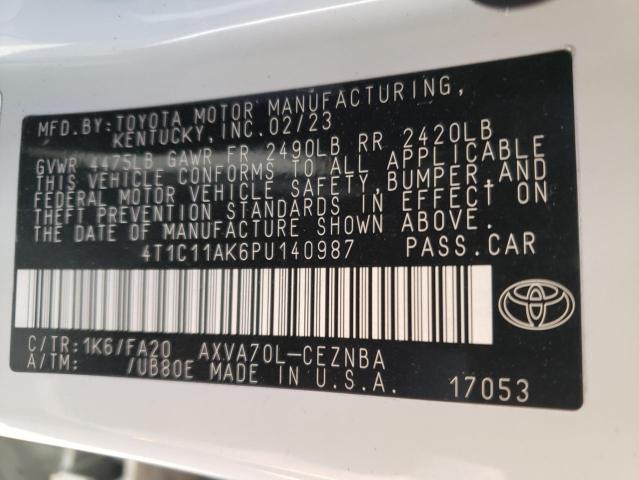 MFD.BY:TOYOTA MOTOR MANUFACTURING,
KENTUCKY,INC.02/23
GVWR 4475LB GAWR FR 2490LB RR 2420LB
THIS VEHICLE CONFORMS TO ALL APPLICABLE
FEDERAL MOTOR VEHICLE SAFETY,BUMPER,AND
THEFT PREVENTION STANDARDS IN EFFECT ON
THE DATE OF MANUFACTURE SHOWN ABOVE.
4T1C11AK6PU140987 PASS.CAR
C/TR:1K6/FA20 AXVA70L-CEZNBA
A/TM: /UB80E MADE IN U.S.A. 17053